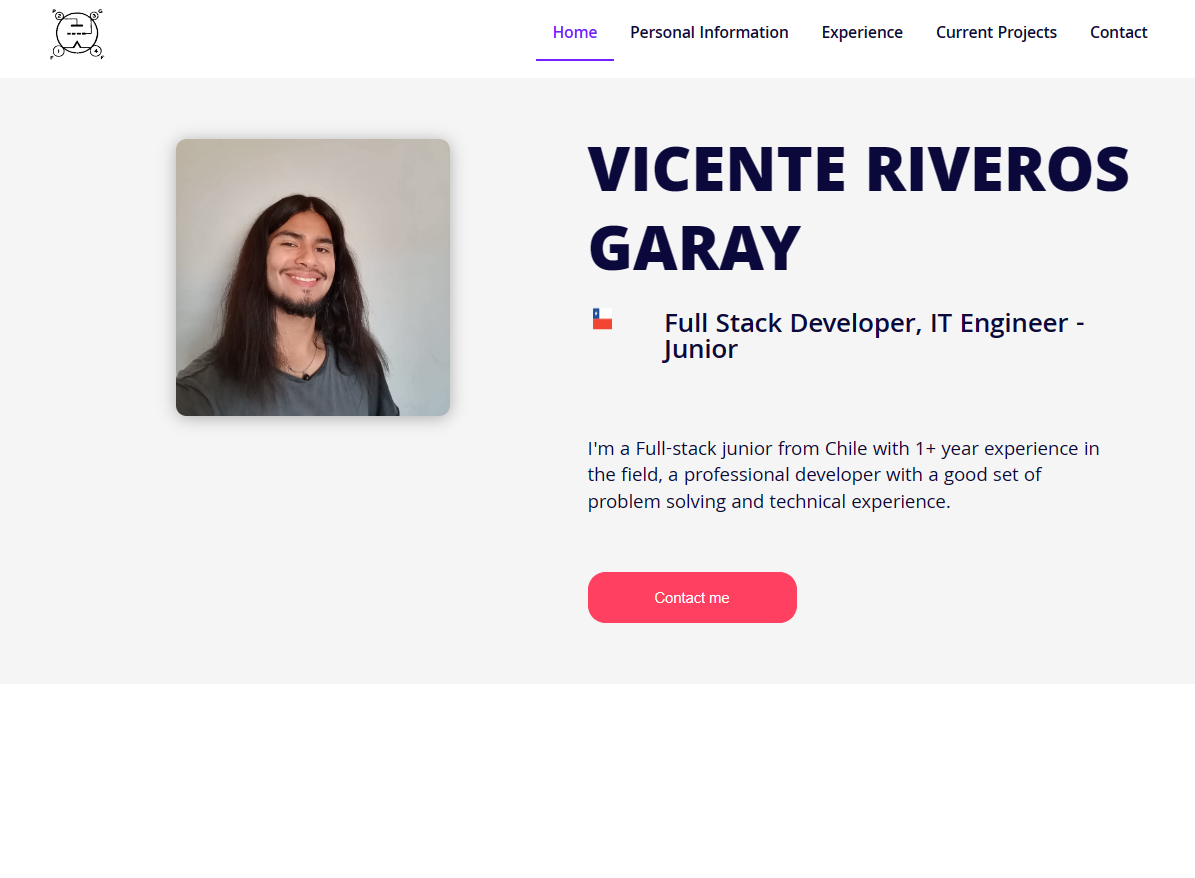 Home Personal Information Experience Current Projects Contact
VICENTE RIVEROS
GARAY
Full Stack Developer, IT Engineer -
Junior
I'm a Full-stack junior from Chile with 1+ year experience in
the field, a professional developer with a good set of
problem solving and technical experience.
Contact me